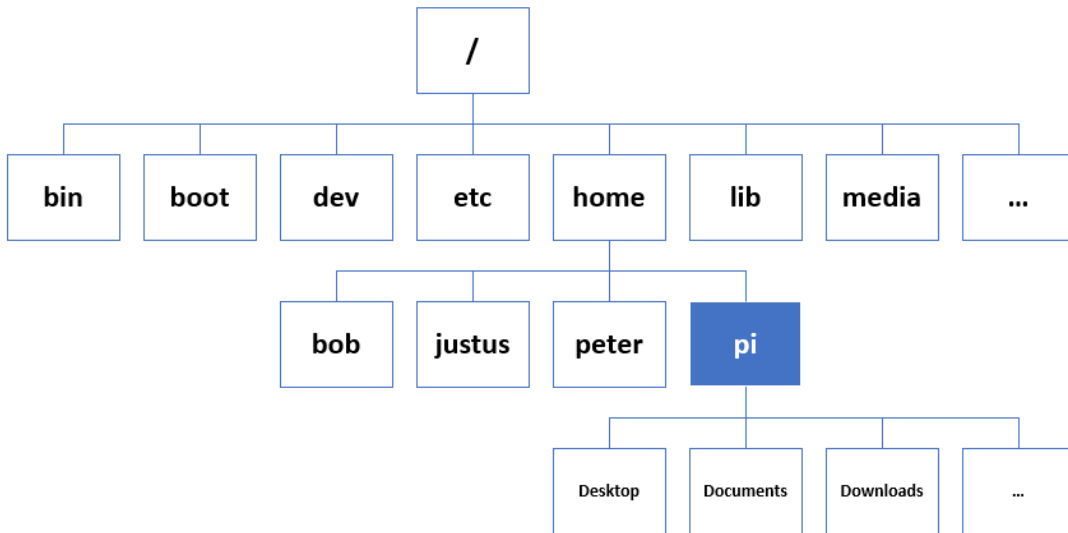 /
bin boot dev etc home lib media ...
bob justus peter pi
Desktop Documents Downloads ...